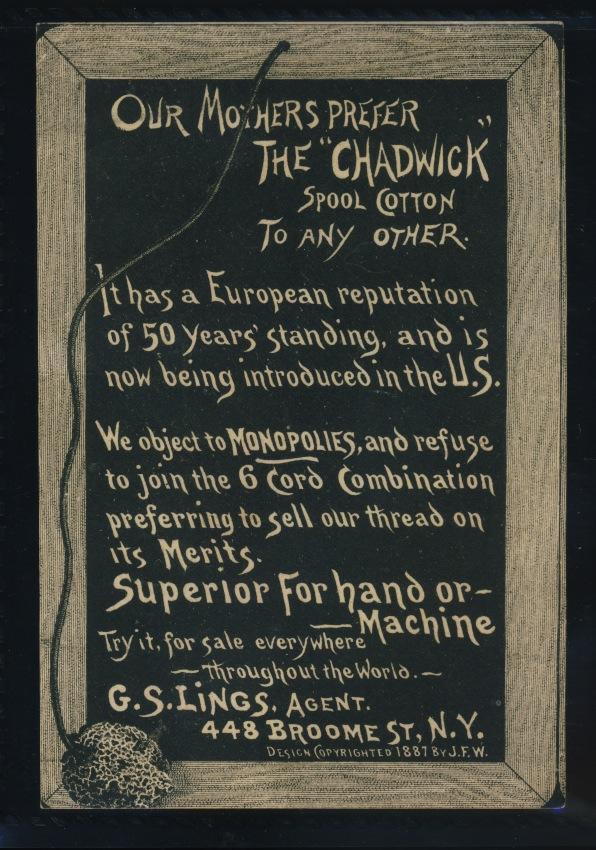 OUR MOTHERS PREFER
THE "CHADWICK"
SPOOL COTTON
TO ANY OTHER.
It has a European reputation
of 50 years' standing, and is
now being introduced in the U.S.
We object to MONOPOLIES, and refuse
to join the 6 Cord Combination
preferring to sell our thread on
its Merits.
Superior For hand or-
Machine
Try it, for sale everywhere
- throughout the World. -
G.S. LINGS, AGENT.
448 BROOME ST, N.Y.
DESIGN COPYRIGHTED 1887 BY J.F.W.